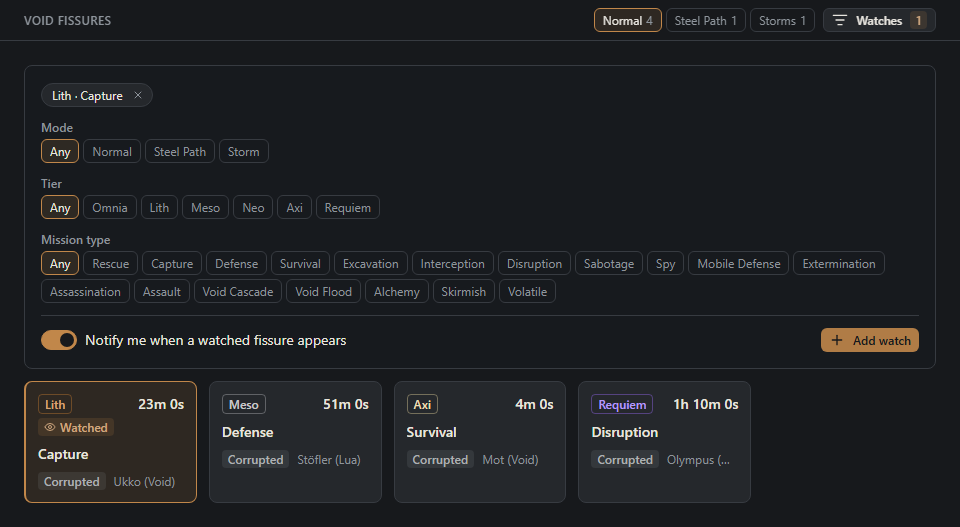 VOID FISSURES Normal 4 Steel Path 1 Storms 1 Watches 1
Lith · Capture ×
Mode
Any Normal Steel Path Storm
Tier
Any Omnia Lith Meso Neo Axi Requiem
Mission type
Any Rescue Capture Defense Survival Excavation Interception Disruption Sabotage Spy Mobile Defense Extermination
Assassination Assault Void Cascade Void Flood Alchemy Skirmish Volatile
Notify me when a watched fissure appears + Add watch
Lith 23m 0s
Watched
Capture
Corrupted Ukko (Void)
Meso 51m 0s
Defense
Corrupted Stöfler (Lua)
Axi 4m 0s
Survival
Corrupted Mot (Void)
Requiem 1h 10m 0s
Disruption
Corrupted Olympus (...